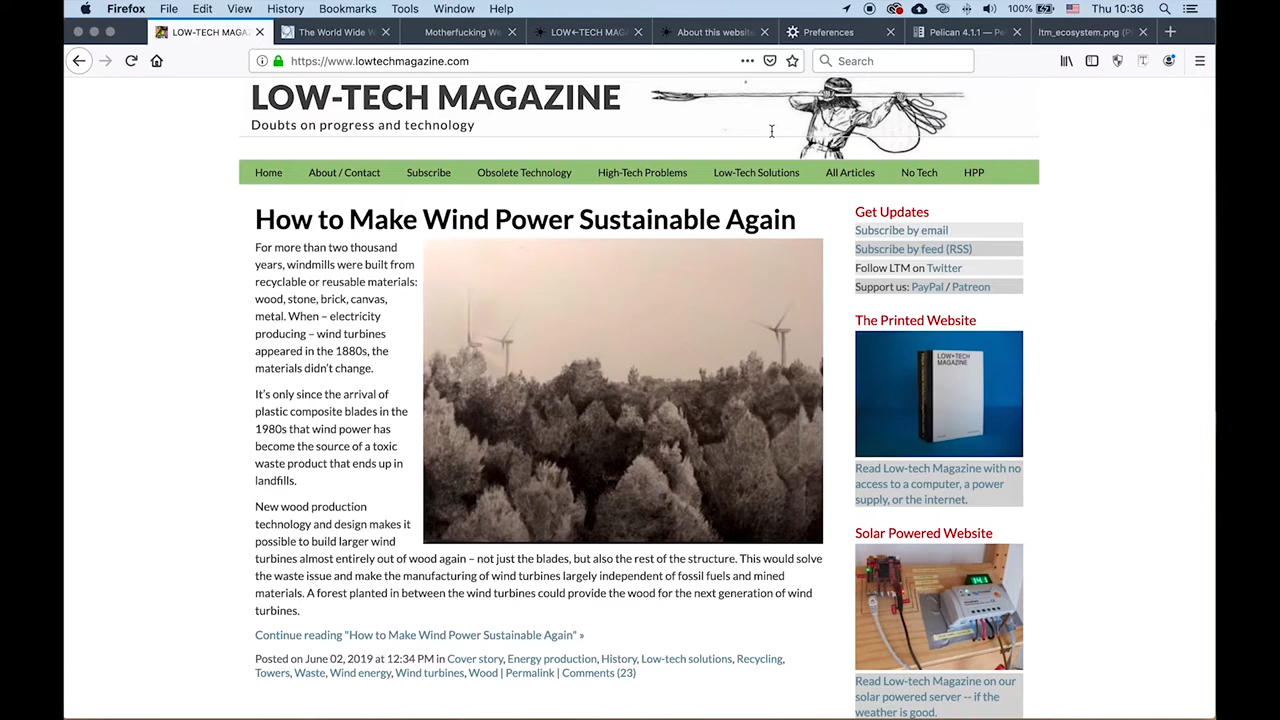 Firefox File Edit View History Bookmarks Tools Window Help 100% Thu 10:36
LOW-TECH MAGA The World Wide W Motherfucking We LOW←TECH MAG About this website Preferences Pelican 4.1.1 — Pe ltm_ecosystem.png (P
https://www.lowtechmagazine.com Search
LOW-TECH MAGAZINE
Doubts on progress and technology
Home About / Contact Subscribe Obsolete Technology High-Tech Problems Low-Tech Solutions All Articles No Tech HPP
How to Make Wind Power Sustainable Again
For more than two thousand
years, windmills were built from
recyclable or reusable materials:
wood, stone, brick, canvas,
metal. When – electricity
producing – wind turbines
appeared in the 1880s, the
materials didn't change.
It's only since the arrival of
plastic composite blades in the
1980s that wind power has
become the source of a toxic
waste product that ends up in
landfills.
New wood production
technology and design makes it
possible to build larger wind
turbines almost entirely out of wood again – not just the blades, but also the rest of the structure. This would solve
the waste issue and make the manufacturing of wind turbines largely independent of fossil fuels and mined
materials. A forest planted in between the wind turbines could provide the wood for the next generation of wind
turbines.
Continue reading "How to Make Wind Power Sustainable Again" »
Posted on June 02, 2019 at 12:34 PM in Cover story, Energy production, History, Low-tech solutions, Recycling,
Towers, Waste, Wind energy, Wind turbines, Wood | Permalink | Comments (23)
Get Updates
Subscribe by email
Subscribe by feed (RSS)
Follow LTM on Twitter
Support us: PayPal / Patreon
The Printed Website
LOW←TECH
MAGAZINE
Read Low-tech Magazine with no
access to a computer, a power
supply, or the internet.
Solar Powered Website
Read Low-tech Magazine on our
solar powered server -- if the
weather is good.